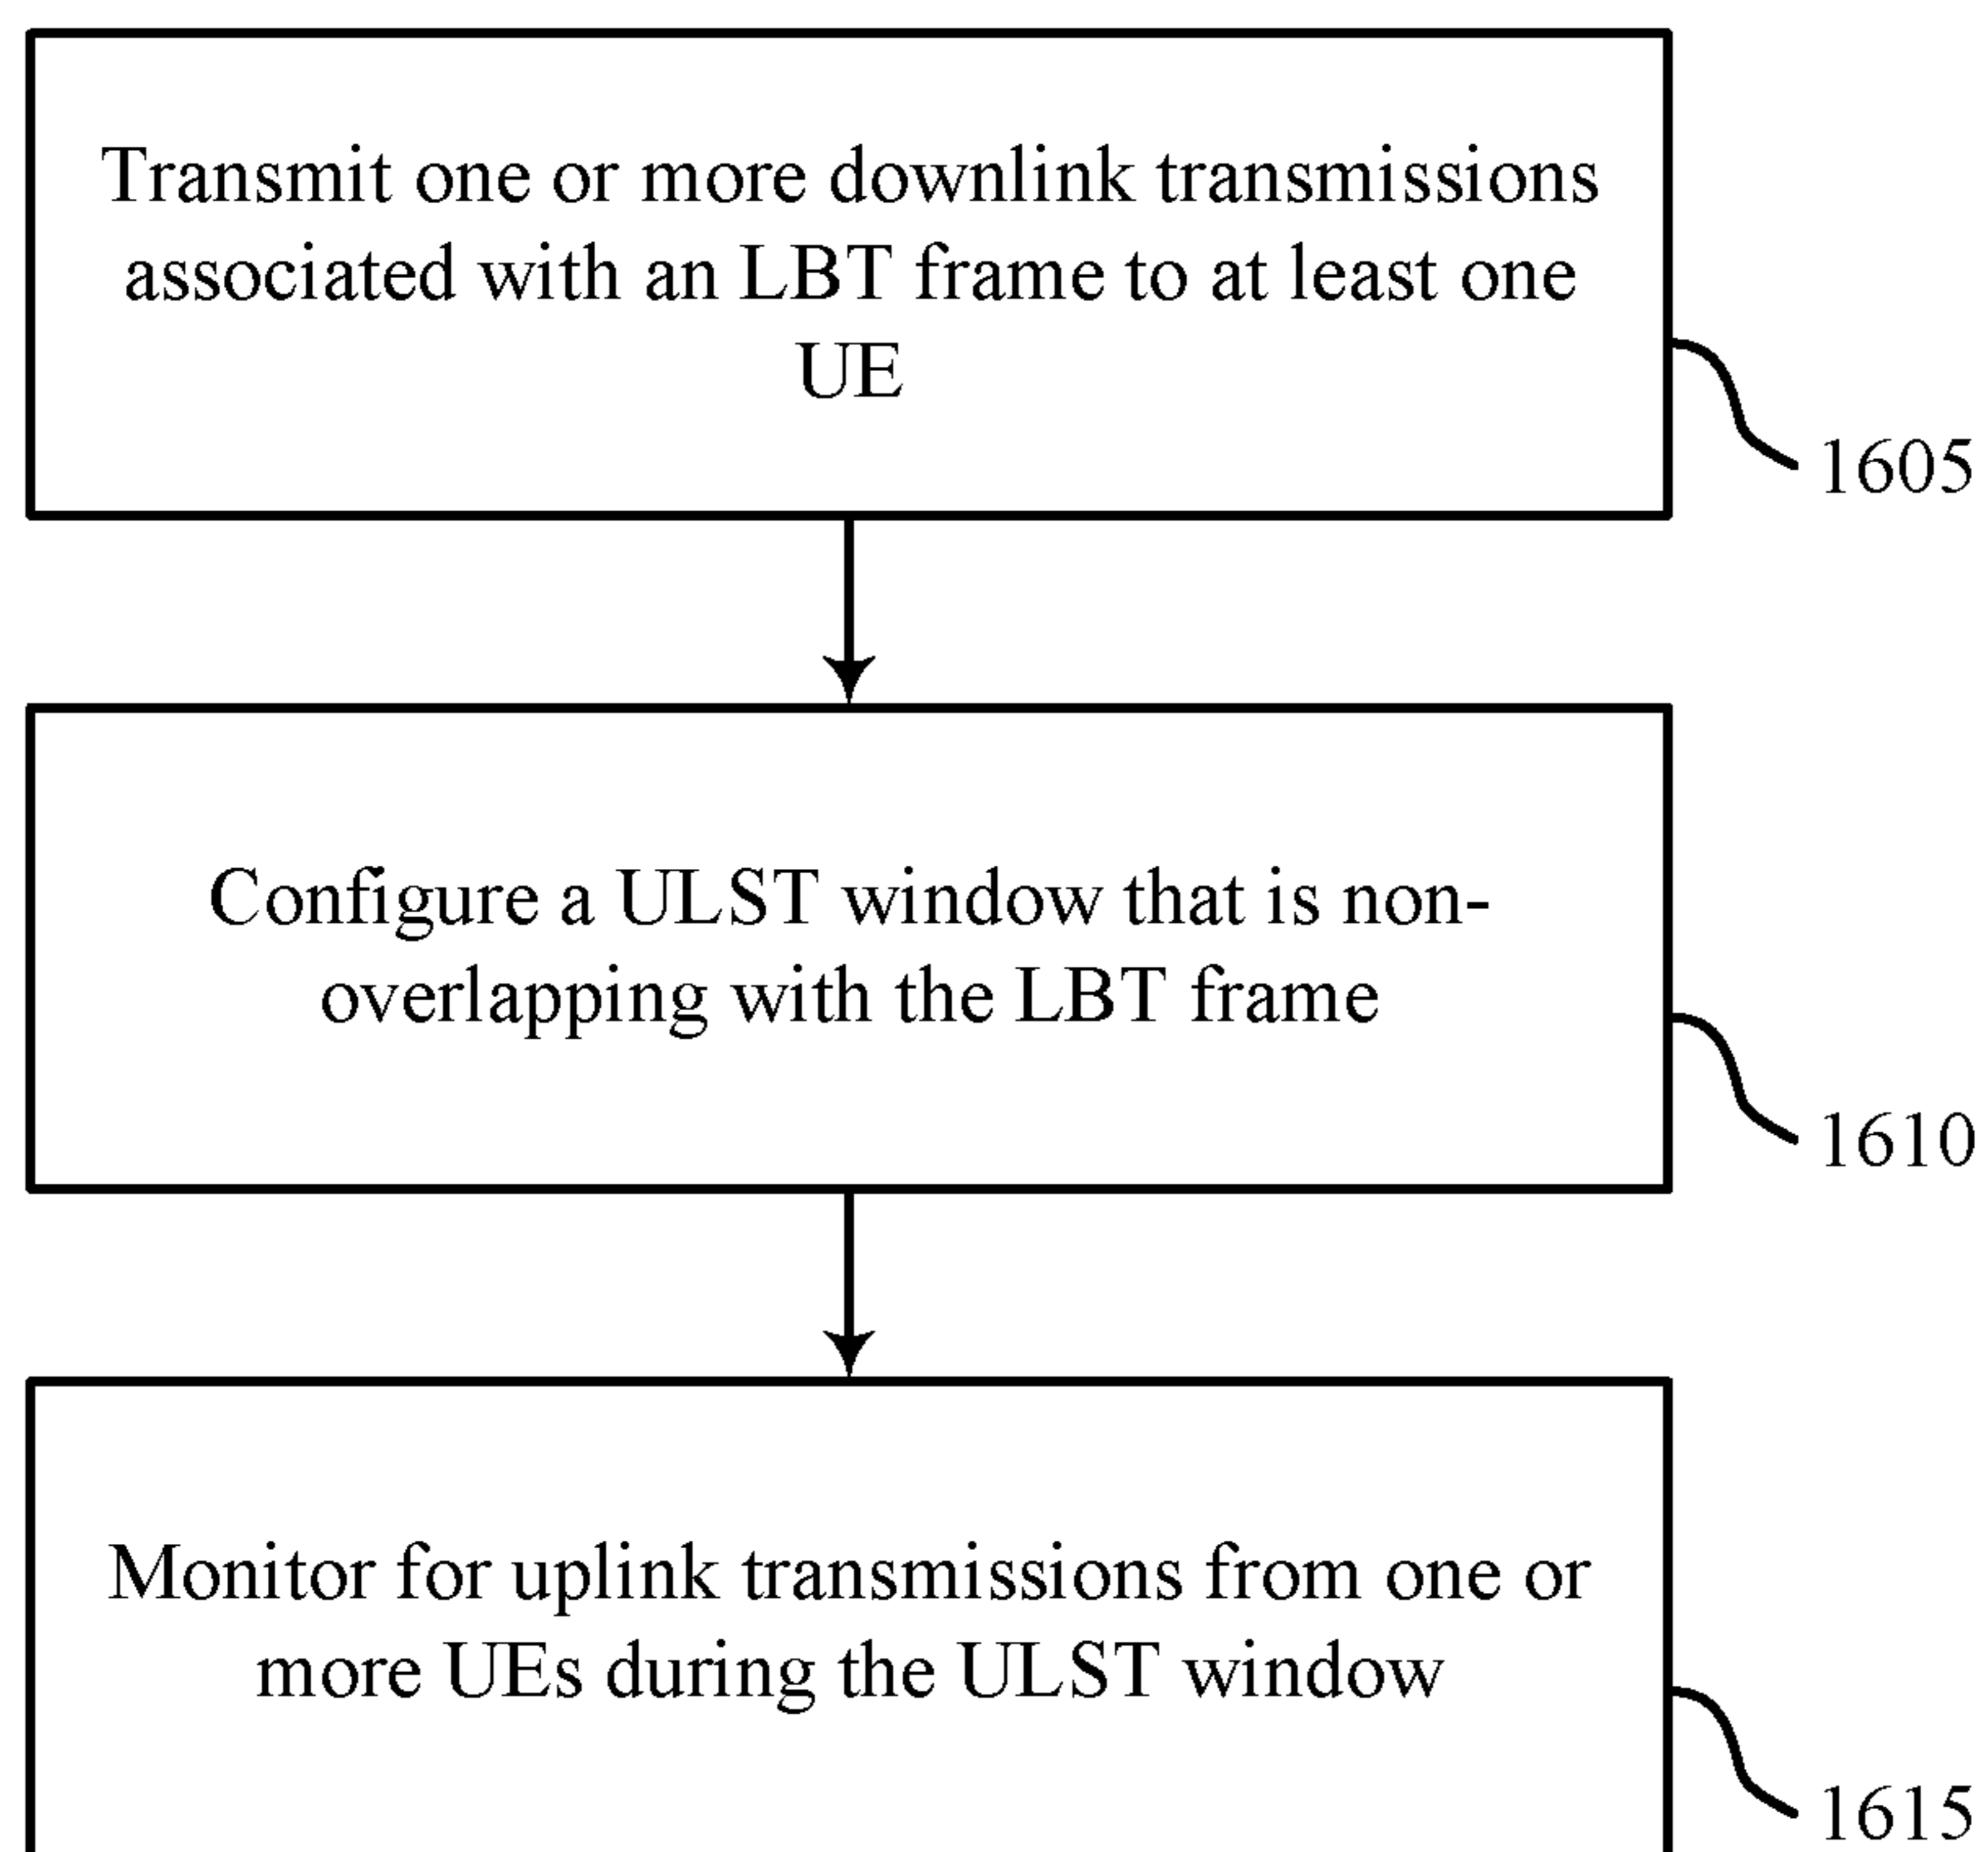 Transmit one or more downlink transmissions
associated with an LBT frame to at least one
UE
1605
Configure a ULST window that is non-
overlapping with the LBT frame
1610
Monitor for uplink transmissions from one or
more UEs during the ULST window
1615